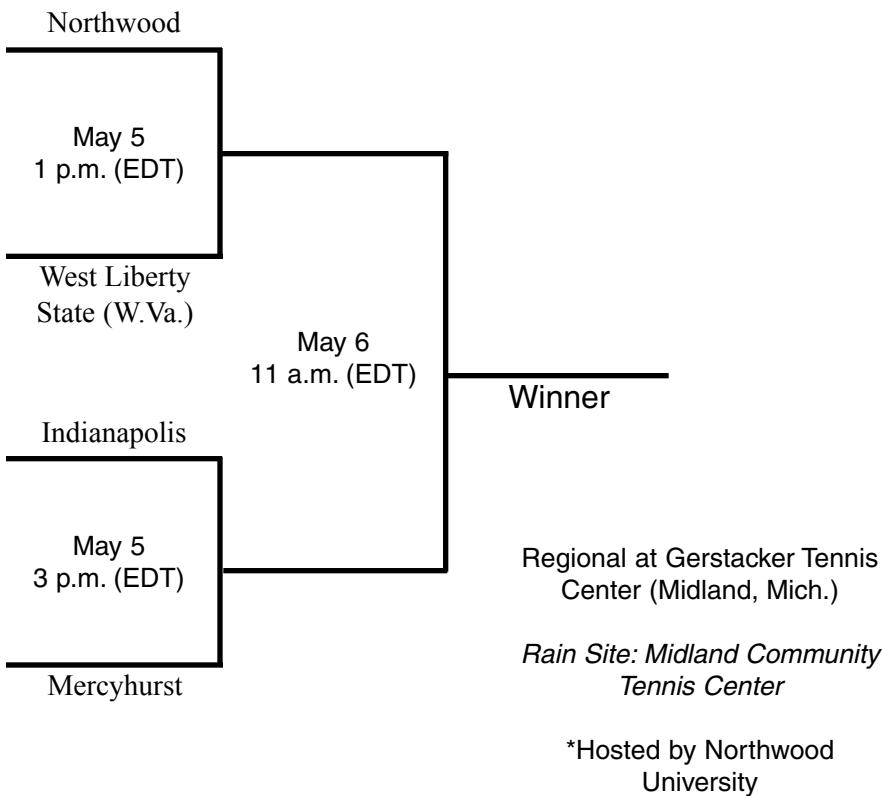 Northwood
May 5
1 p.m. (EDT)
West Liberty
State (W.Va.)
May 6
11 a.m. (EDT)
Winner
Indianapolis
May 5
3 p.m. (EDT)
Mercyhurst
Regional at Gerstacker Tennis
Center (Midland, Mich.)
Rain Site: Midland Community
Tennis Center
*Hosted by Northwood
University